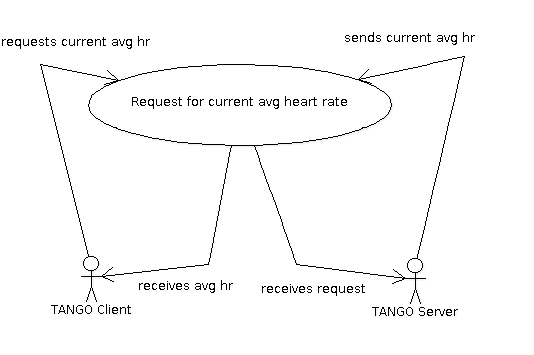 sends current avg hr
requests current avg hr
Request for current avg heart rate
receives avg hr
receives request
TANGO Client
TANGO Server